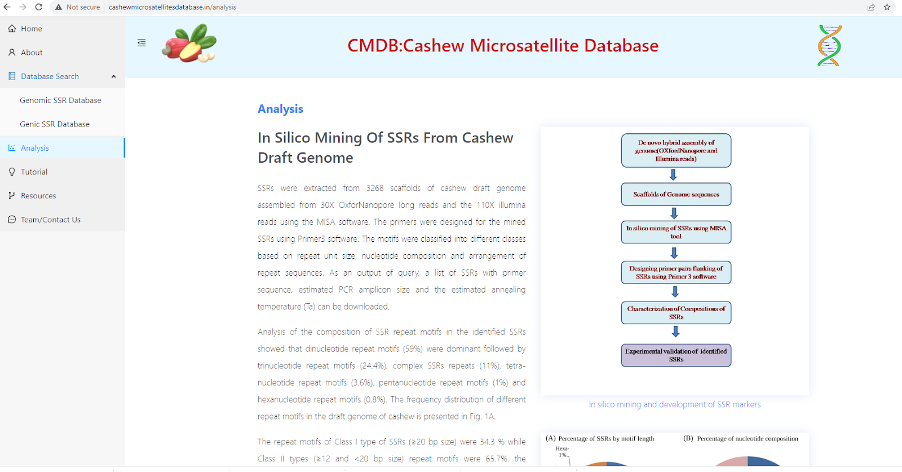 Not secure
cashewmicrosatellitesdatabase.in/analysis
Home
About
Database Search
Genomic SSR Database
Genic SSR Database
Analysis
Tutorial
Resources
Team/Contact Us
CMDB:Cashew Microsatellite Database
Analysis
In Silico Mining Of SSRs From Cashew
Draft Genome
SSRs were extracted from 3268 scaffolds of cashew draft genome
assembled from 30X OxforNanopore long reads and the 110X illumina
reads using the MISA software. The primers were designed for the mined
SSRs using Primer3 software. The motifs were classified into different classes
based on repeat unit size, nucleotide composition and arrangement of
repeat sequences. As an output of query, a list of SSRs with primer
sequence, estimated PCR amplicon size and the estimated annealing
temperature (Ta) can be downloaded.
Analysis of the composition of SSR repeat motifs in the identified SSRs
showed that dinucleotide repeat motifs (59%) were dominant followed by
trinucleotide repeat motifs (24.4%), complex SSRs repeats (11%), tetra-
nucleotide repeat motifs (3.6%), pentanucleotide repeat motifs (1%) and
hexanucleotide repeat motifs (0.8%). The frequency distribution of different
repeat motifs in the draft genome of cashew is presented in Fig. 1A.
The repeat motifs of Class I type of SSRs (≥20 bp size) were 34.3 % while
Class II types (≥12 and <20 bp size) repeat motifs were 65.7%. the
De novo hybrid assembly of
genome(OXforfNanopore and
Illumina reads)
Scaffolds of Genome sequences
In silico mining of SSRs using MISA
tool
Designing primer pairs flanking of
SSRs using Primer 3 software
Characterization of Compositions of
SSRs
Experimental validation of identified
SSRs
In silico mining and development of SSR markers
(A) Percentage of SSRs by motif length
(B) Percentage of nucleotide composition
Hexa-
1%